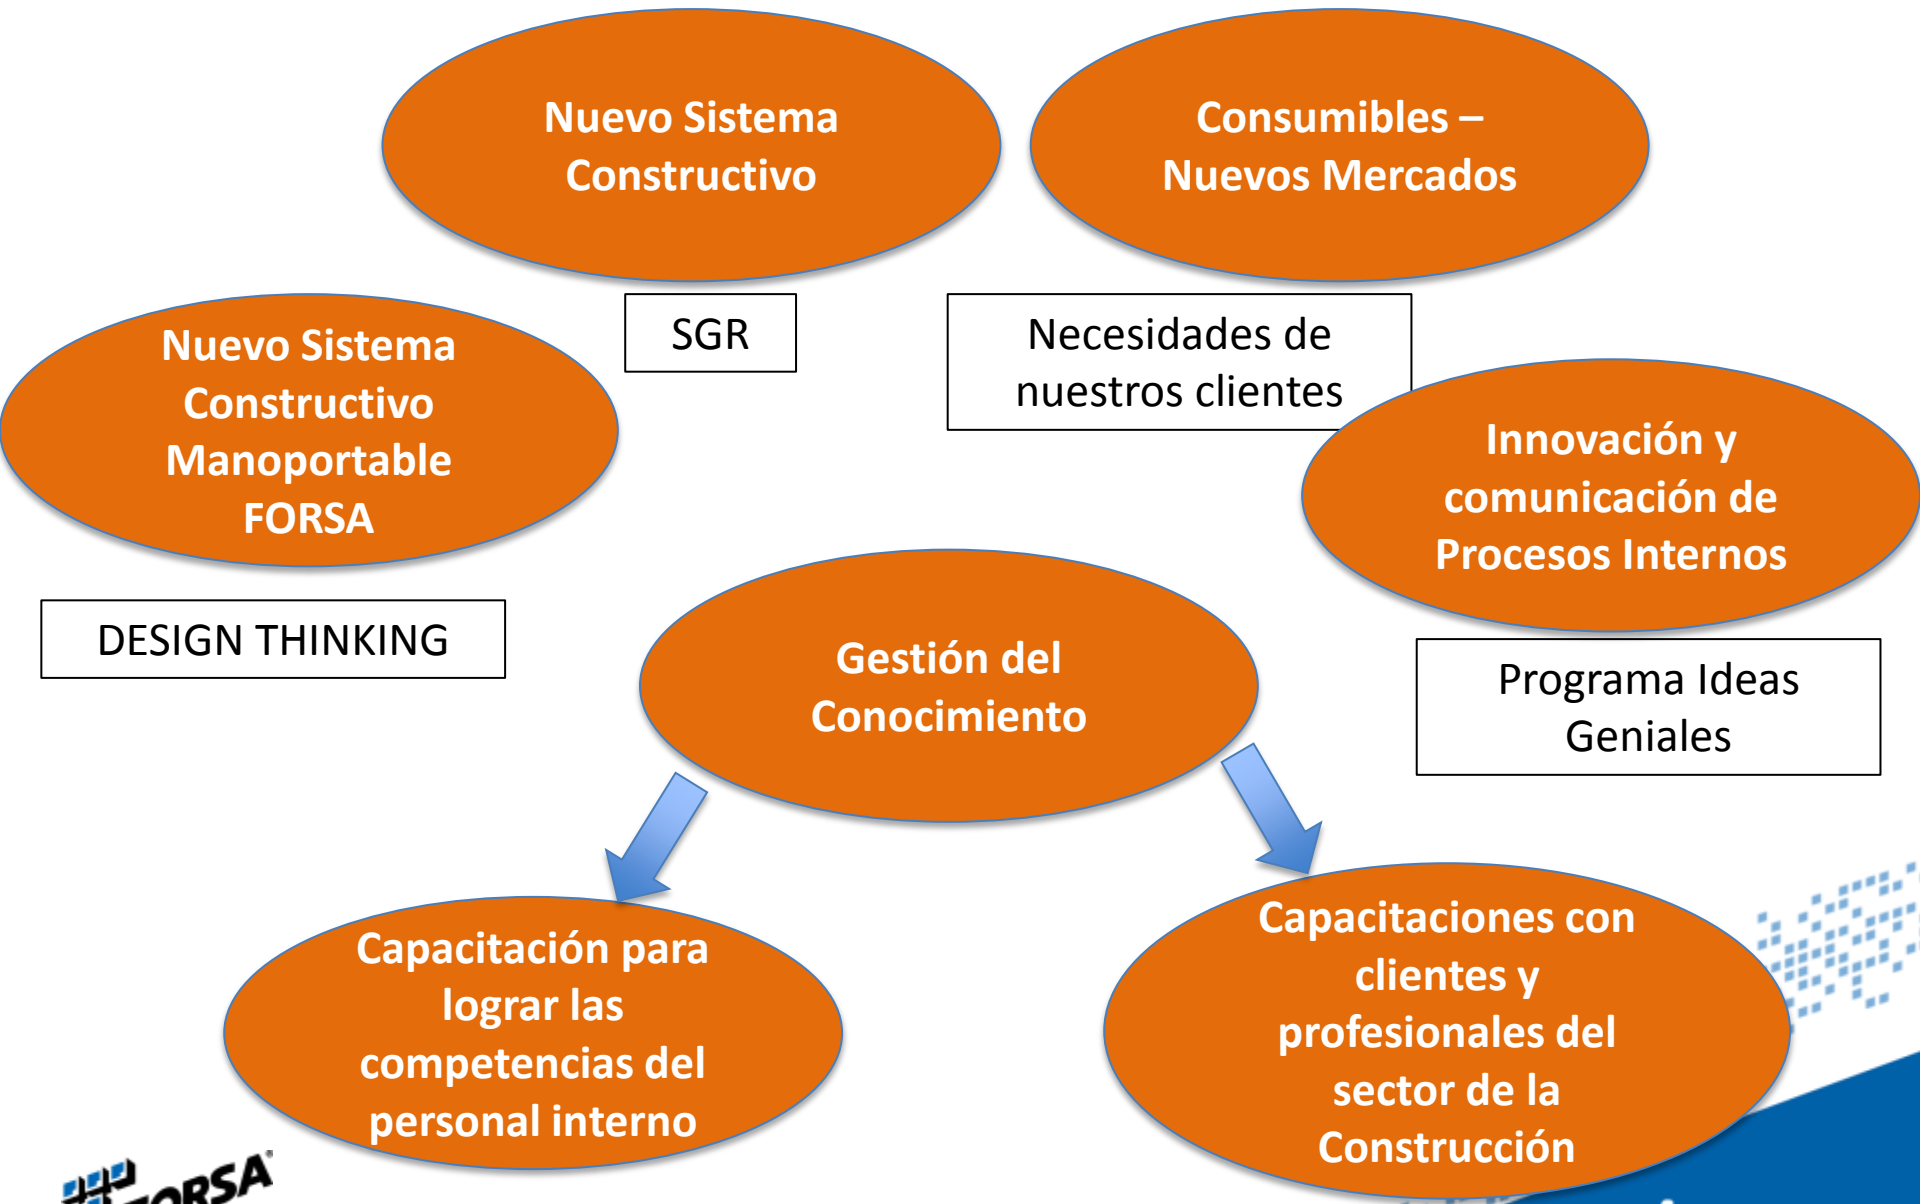 Nuevo Sistema
Constructivo
Consumibles –
Nuevos Mercados
SGR
Necesidades de
nuestros clientes
Nuevo Sistema
Constructivo
Manoportable
FORSA
Innovación y
comunicación de
Procesos Internos
DESIGN THINKING
Gestión del
Conocimiento
Programa Ideas
Geniales
Capacitación para
lograr las
competencias del
personal interno
Capacitaciones con
clientes y
profesionales del
sector de la
Construcción
FORSA